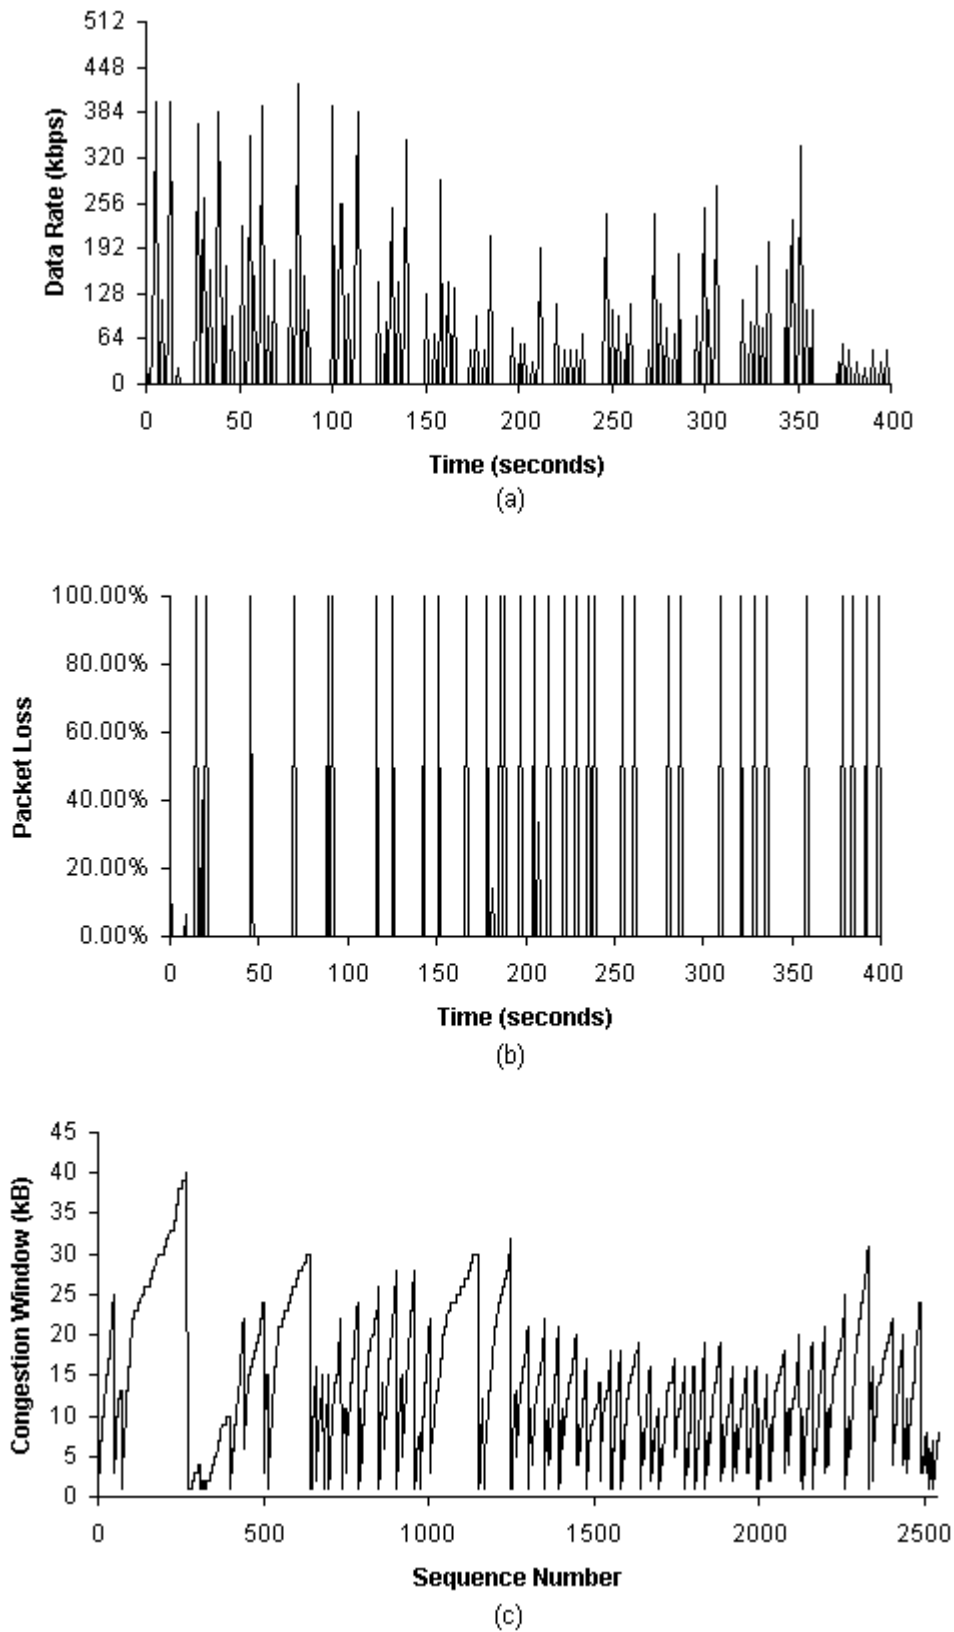 512
448
384
320
256
192
128
64
0
Data Rate (kbps)
0 50 100 150 200 250 300 350 400
Time (seconds)
(a)
100.00%
80.00%
60.00%
40.00%
20.00%
0.00%
Packet Loss
0 50 100 150 200 250 300 350 400
Time (seconds)
(b)
45
40
35
30
25
20
15
10
5
0
Congestion Window (kB)
0 500 1000 1500 2000 2500
Sequence Number
(c)